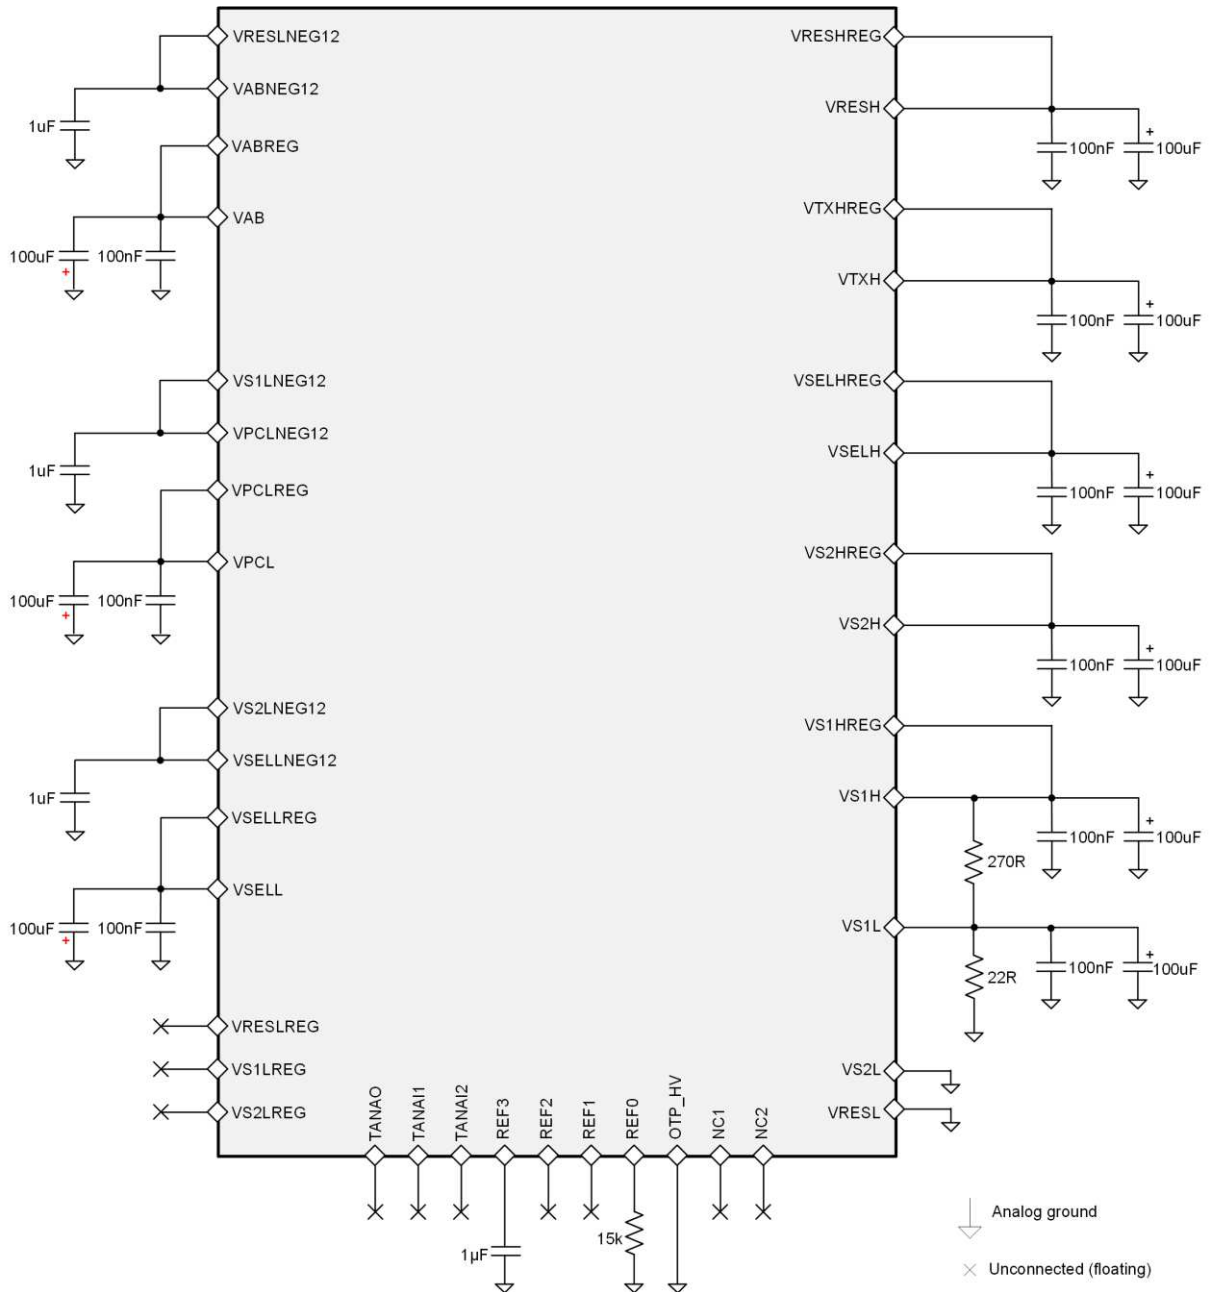 VRESLNEG12
VABNEG12
1uF
VABREG
VAB
100uF
+
100nF
VS1LNEG12
VPCLNEG12
1uF
VPCLREG
VPCL
100uF
+
100nF
VS2LNEG12
VSELLNEG12
1uF
VSELLREG
VSELL
100uF
+
100nF
VRESLREG
VS1LREG
VS2LREG
TANAO
TANAI1
TANAI2
REF3
REF2
REF1
REF0
OTP_HV
NC1
NC2
1µF
15k
VRESHREG
VRESH
100nF
+
100uF
VTXHREG
VTXH
100nF
+
100uF
VSELHREG
VSELH
100nF
+
100uF
VS2HREG
VS2H
100nF
+
100uF
VS1HREG
VS1H
270R
100nF
+
100uF
VS1L
22R
100nF
+
100uF
VS2L
VRESL
Analog ground
Unconnected (floating)